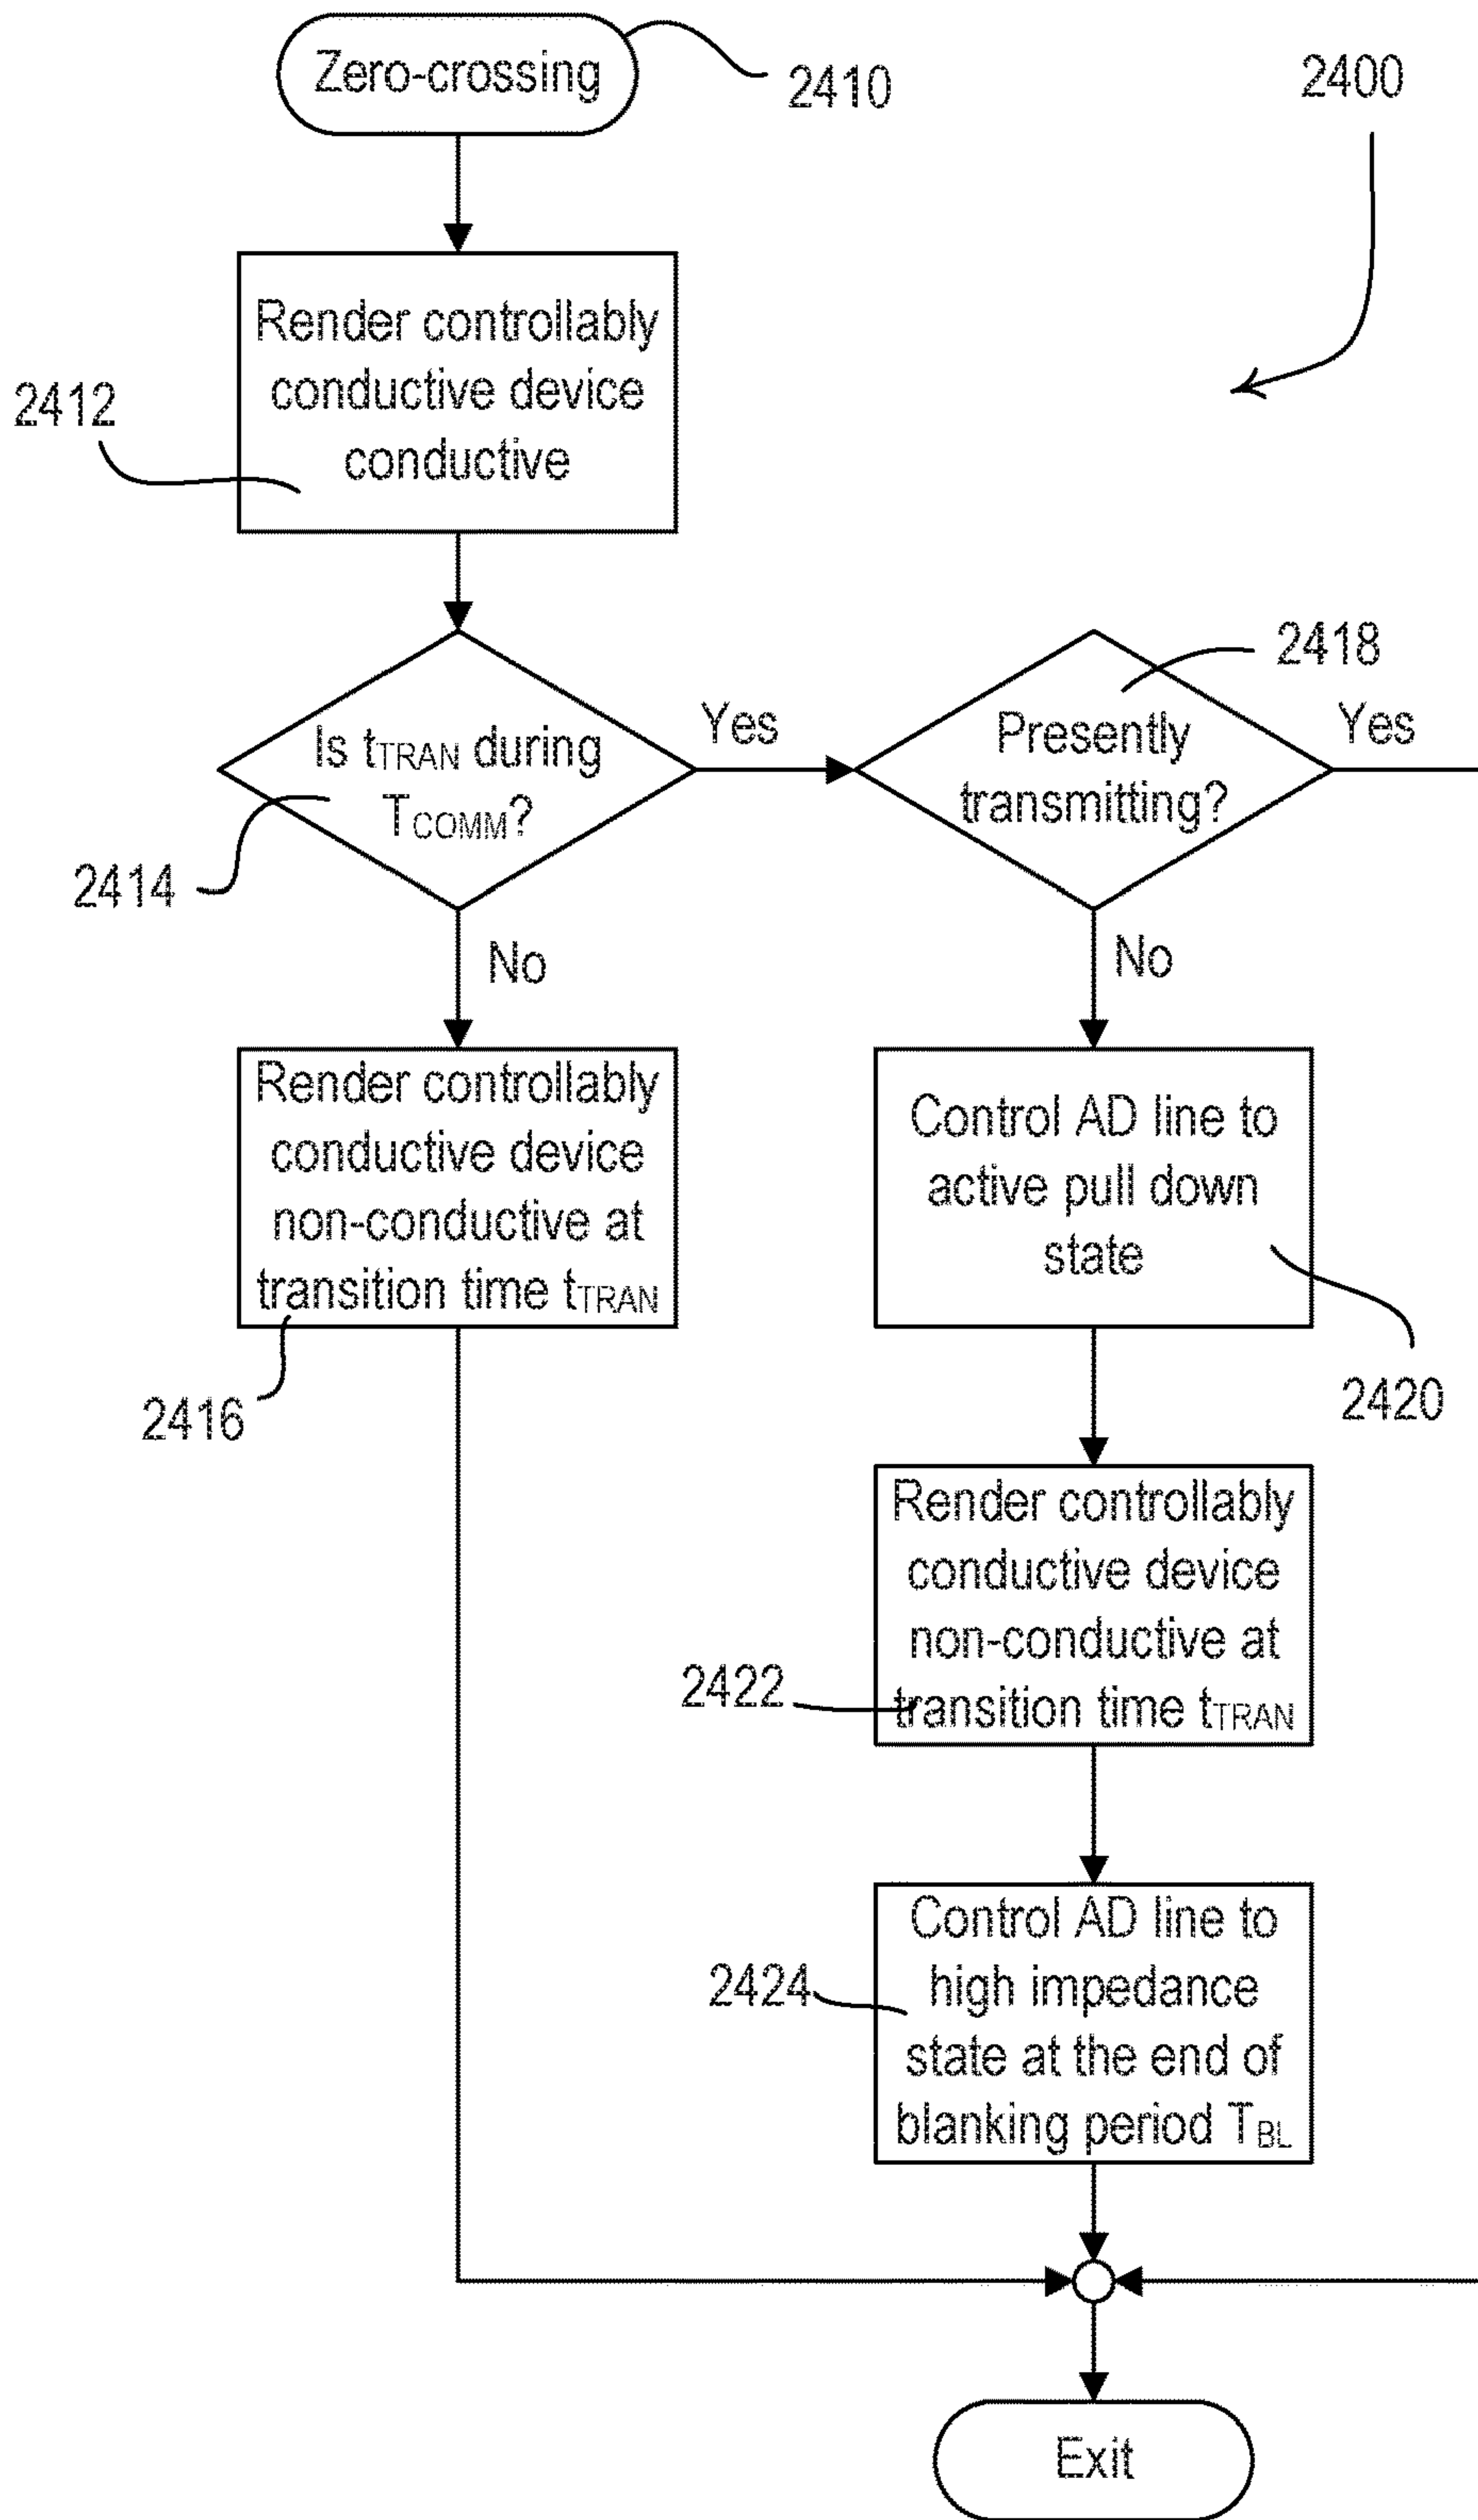 Zero-crossing
2410
2400
Render controllably
conductive device
conductive
2412
Is tTRAN during
TCOMM?
2414
Yes
Presently
transmitting?
2418
Yes
No
No
Render controllably
conductive device
non-conductive at
transition time tTRAN
2416
Control AD line to
active pull down
state
2420
Render controllably
conductive device
non-conductive at
transition time tTRAN
2422
Control AD line to
high impedance
state at the end of
blanking period TBL
2424
Exit